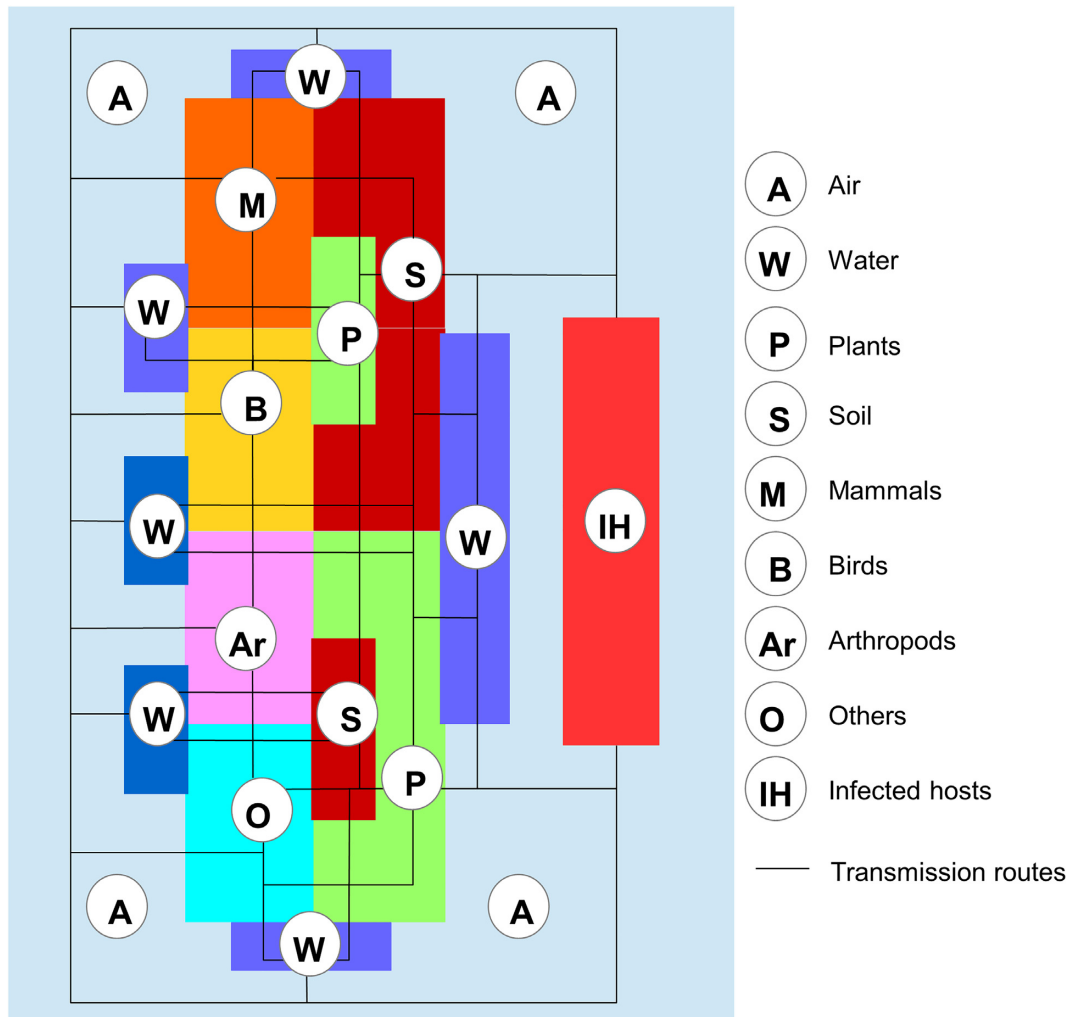 W
A
A
M
S
W
P
B
W
W
IH
Ar
W
S
P
O
A
A
W
A Air
W Water
P Plants
S Soil
M Mammals
B Birds
Ar Arthropods
O Others
IH Infected hosts
Transmission routes